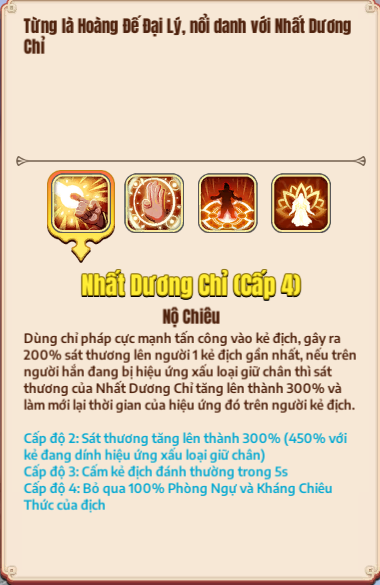 Từng là Hoàng Đế Đại Lý, nổi danh với Nhất Dương
Chỉ
Nhất Dương Chỉ (Cấp 4)
Nộ Chiêu
Dùng chỉ pháp cực mạnh tấn công vào kẻ địch, gây ra
200% sát thương lên người 1 kẻ địch gần nhất, nếu trên
người hắn đang bị hiệu ứng xấu loại giữ chân thì sát
thương của Nhất Dương Chỉ tăng lên thành 300% và
làm mới lại thời gian của hiệu ứng đó trên người kẻ địch.
Cấp độ 2: Sát thương tăng lên thành 300% (450% với
kẻ đang dính hiệu ứng xấu loại giữ chân)
Cấp độ 3: Cấm kẻ địch đánh thường trong 5s
Cấp độ 4: Bỏ qua 100% Phòng Ngự và Kháng Chiêu
Thức của địch